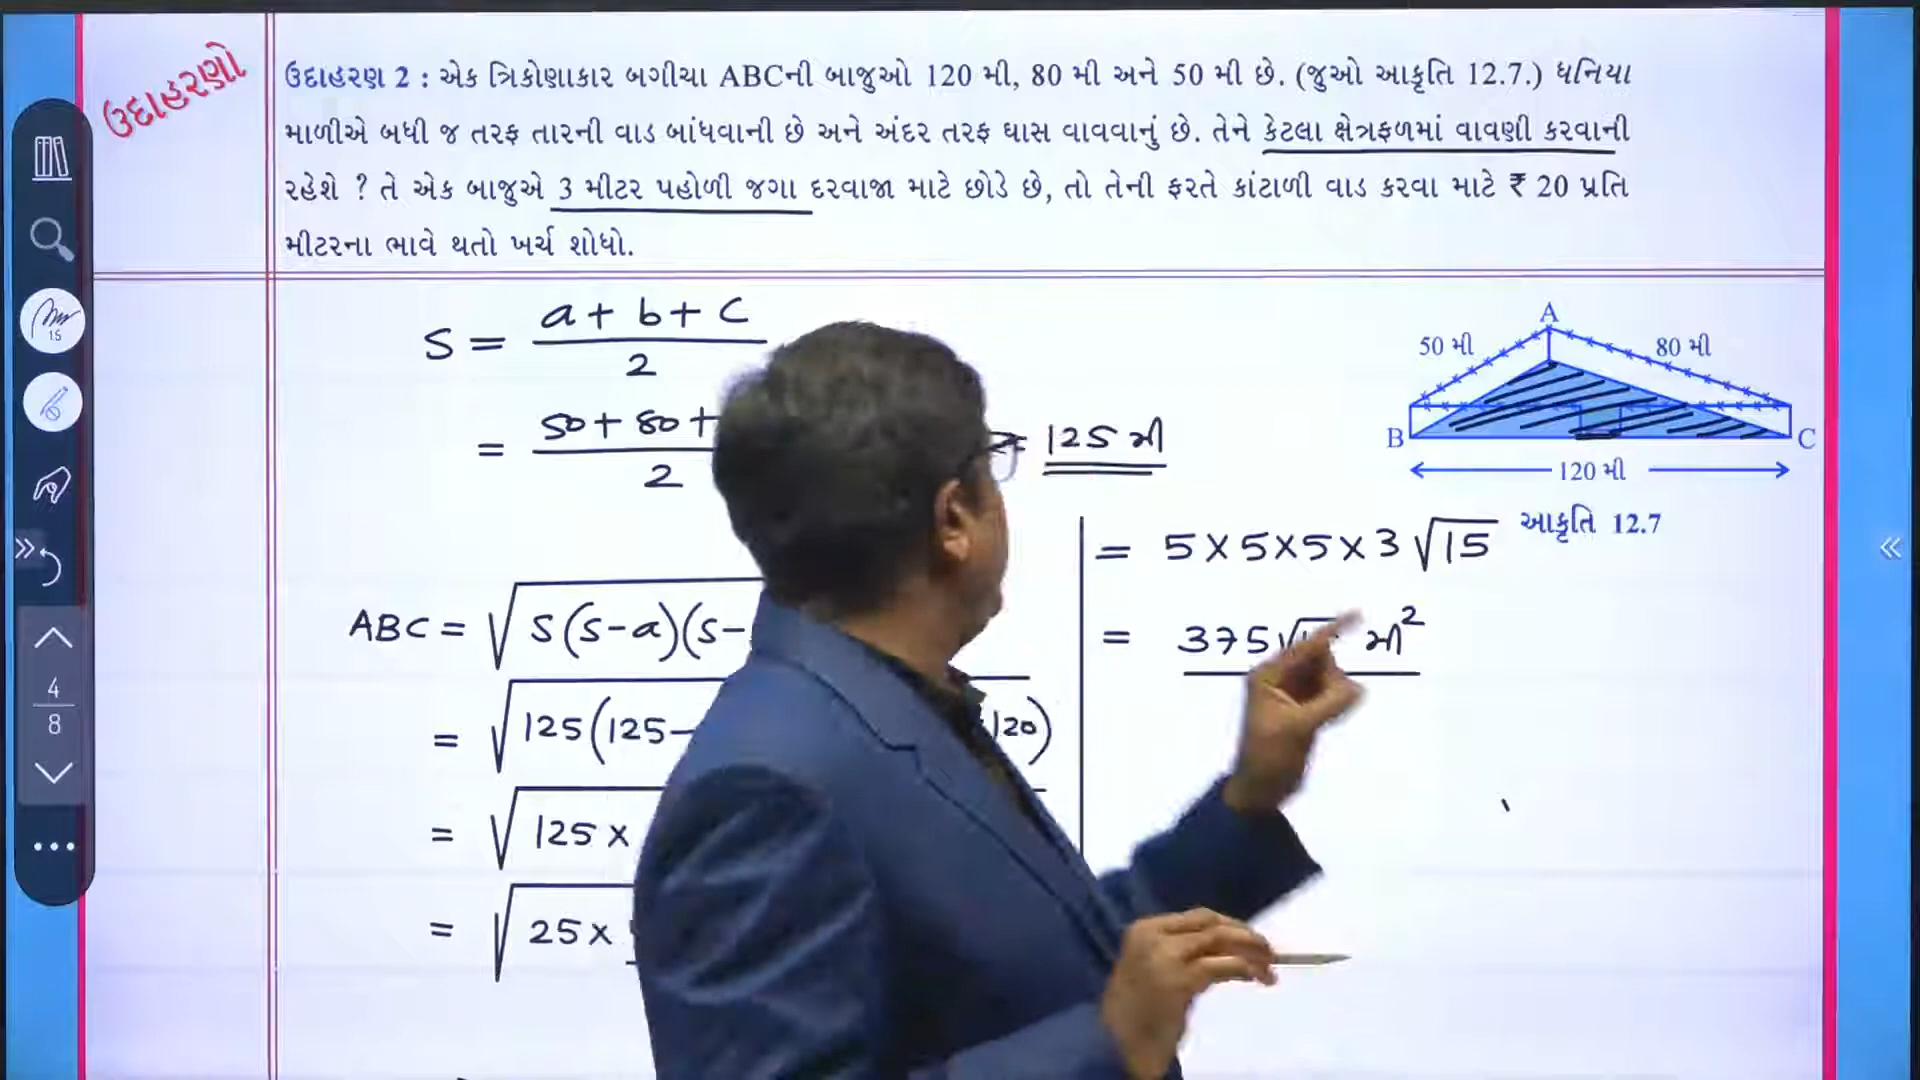 ઉદાહરણો
ઉદાહરણ 2 : એક ત્રિકોણાકાર બગીચા ABCની બાજુઓ 120 મી, 80 મી અને 50 મી છે. (જુઓ આકૃતિ 12.7.) ધનિયા
માળીએ બધી જ તરફ તારની વાડ બાંધવાની છે અને અંદર તરફ ઘાસ વાવવાનું છે. તેને કેટલા ક્ષેત્રફળમાં વાવણી કરવાની
રહેશે ? તે એક બાજુએ 3 મીટર પહોળી જગા દરવાજા માટે છોડે છે, તો તેની ફરતે કાંટાળી વાડ કરવા માટે ₹ 20 પ્રતિ
મીટરના ભાવે થતો ખર્ચ શોધો.
S = a + b + c
2
= 50 + 80 +
2
= 125 મી
ABC = √ S(S-a)(S-
= √ 125(125- 120)
= √ 125 ×
= √ 25 ×
A
50 મી
80 મી
B
C
120 મી
આકૃતિ 12.7
= 5×5×5×3√15
= 375√ મી²
15
4
8